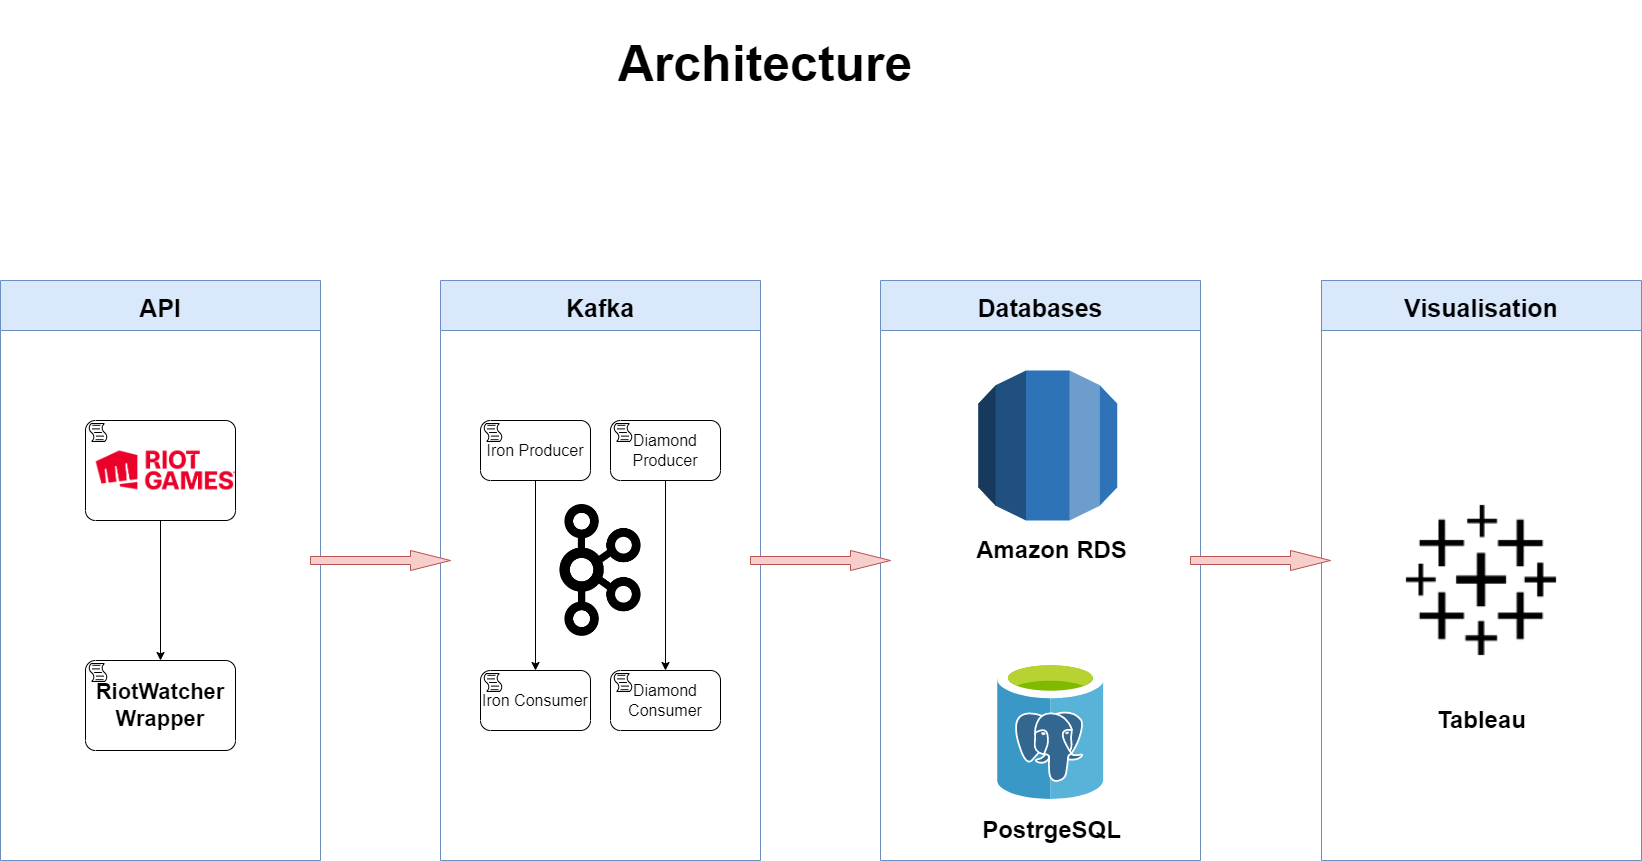 Architecture
API
RIOT
GAMES
RiotWatcher
Wrapper
Kafka
Iron Producer
Diamond
Producer
Iron Consumer
Diamond
Consumer
Databases
Amazon RDS
PostrgeSQL
Visualisation
Tableau